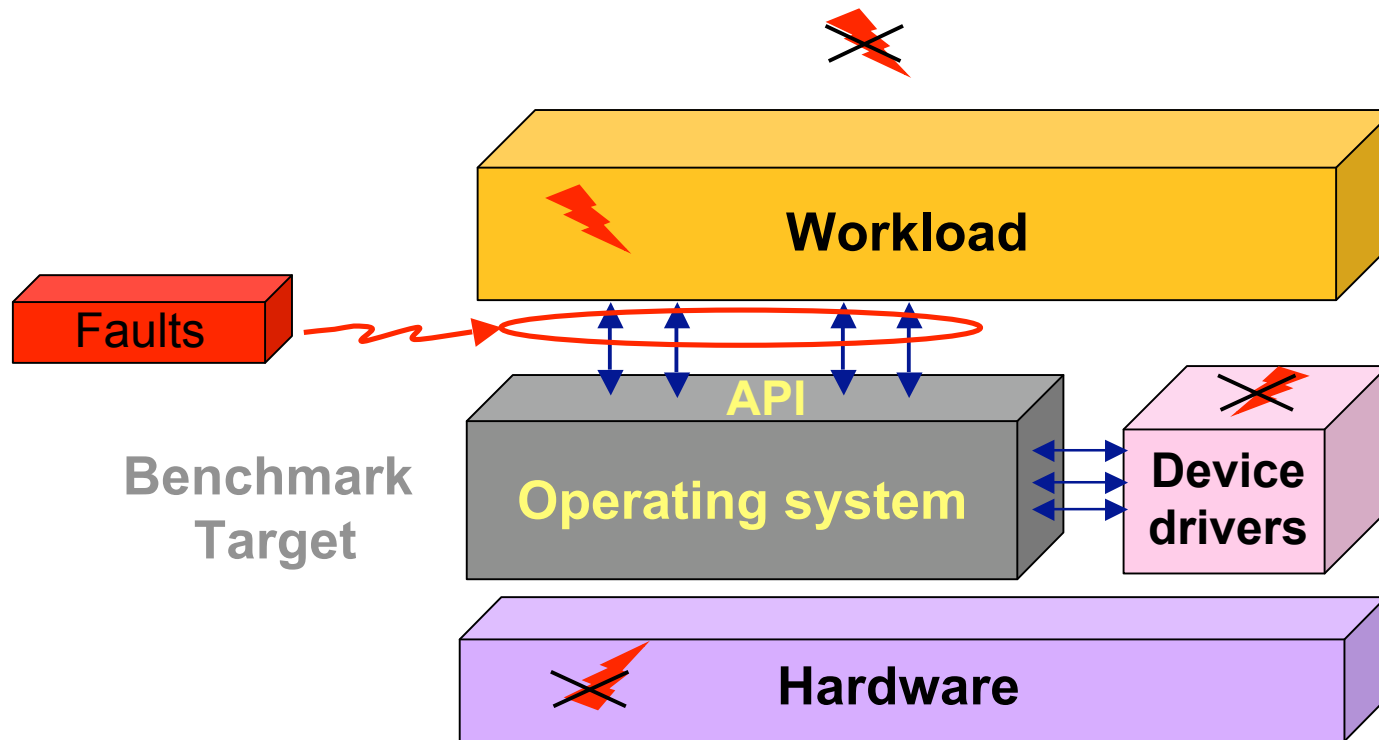 Workload
Faults
API
Benchmark
Target
Operating system
Device
drivers
Hardware